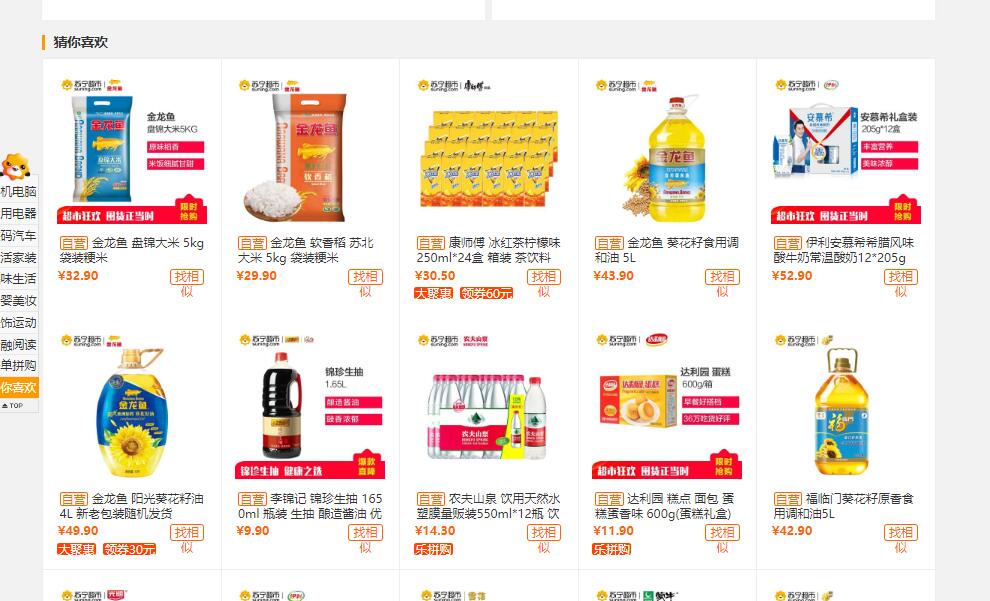 猜你喜欢
苏宁超市
suning.com
金龙鱼
金龙鱼
盘锦大米5KG
原味稻香
米饭细腻甘甜
超市狂欢 囤货正当时
限时
抢购
自营 金龙鱼 盘锦大米 5kg
袋装粳米
¥32.90
找相
似
苏宁超市
suning.com
金龙鱼
金龙鱼
软香稻
自营 金龙鱼 软香稻 苏北
大米 5kg 袋装粳米
¥29.90
找相
似
苏宁超市
suning.com
康师傅
自营 康师傅 冰红茶柠檬味
250ml*24盒 箱装 茶饮料
¥30.50
找相
似
大聚惠 领券60元
苏宁超市
suning.com
金龙鱼
自营 金龙鱼 葵花籽食用调
和油 5L
¥43.90
找相
似
苏宁超市
suning.com
伊利
安慕希
安慕希礼盒装
205g*12盒
丰富营养
美味浓醇
超市狂欢 囤货正当时
限时
抢购
自营 伊利安慕希希腊风味
酸牛奶常温酸奶12*205g
¥52.90
找相
似
机电脑
用电器
码汽车
活家装
味生活
婴美妆
饰运动
融阅读
单拼购
你喜欢
TOP
苏宁超市
suning.com
金龙鱼
金龙鱼
自营 金龙鱼 阳光葵花籽油
4L 新老包装随机发货
¥49.90
找相
似
大聚惠 领券30元
苏宁超市
suning.com
锦珍生抽
1.65L
酿造酱油
豉香浓郁
锦珍生抽 健康之选
爆款
直降
自营 李锦记 锦珍生抽 165
0ml 瓶装 生抽 酿造酱油 优
¥9.90
找相
似
苏宁超市
suning.com
农夫山泉
农夫山泉
自营 农夫山泉 饮用天然水
塑膜量贩装550ml*12瓶 饮
¥14.30
找相
似
乐拼购
苏宁超市
suning.com
达利园
达利园 蛋糕
600g/箱
早餐好搭档
36万吃货好评
超市狂欢 囤货正当时
限时
抢购
自营 达利园 糕点 面包 蛋
糕蛋香味 600g(蛋糕礼盒)
¥11.90
找相
似
乐拼购
苏宁超市
suning.com
福
自营 福临门葵花籽原香食
用调和油5L
¥42.90
找相
似
苏宁超市
suning.com
光明
苏宁超市
suning.com
伊利
苏宁超市
suning.com
雪花
苏宁超市
suning.com
蒙牛
苏宁超市
suning.com